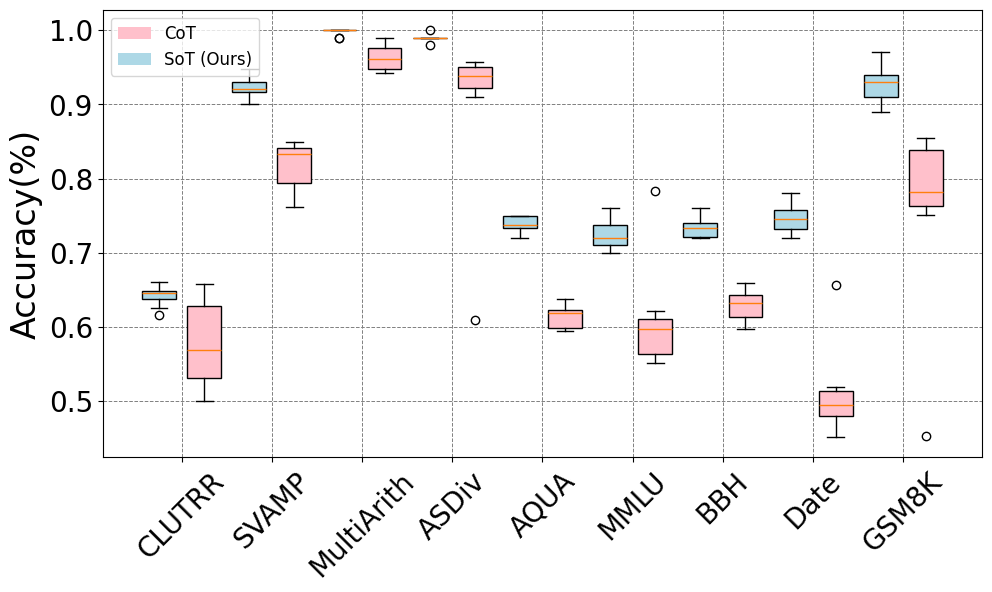 CoT
SoT (Ours)
Accuracy(%)
1.0
0.9
0.8
0.7
0.6
0.5
CLUTRR
SVAMP
MultiArith
ASDiv
AQUA
MMLU
BBH
Date
GSM8K